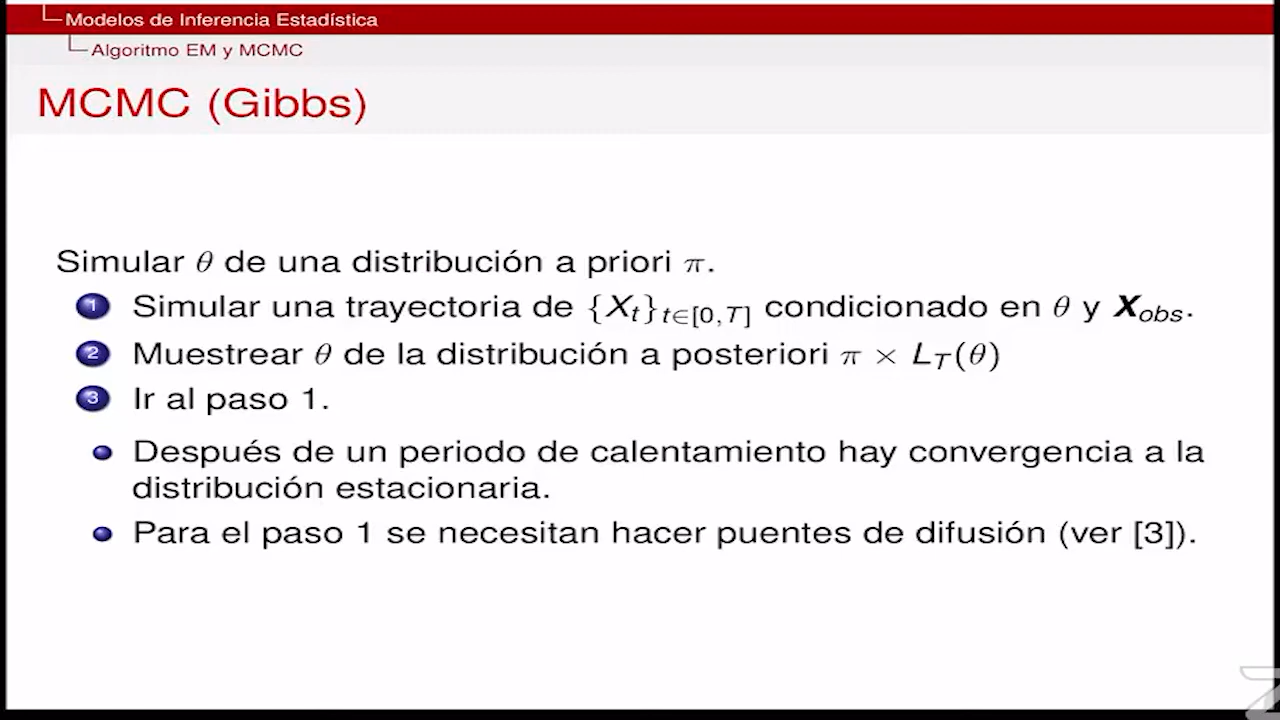 Modelos de Inferencia Estadística
Algoritmo EM y MCMC
MCMC (Gibbs)
Simular θ de una distribución a priori π.
1 Simular una trayectoria de {X_t}_{t∈[0,T]} condicionado en θ y X_obs.
2 Muestrear θ de la distribución a posteriori π × L_T(θ)
3 Ir al paso 1.
Después de un periodo de calentamiento hay convergencia a la
distribución estacionaria.
Para el paso 1 se necesitan hacer puentes de difusión (ver [3]).